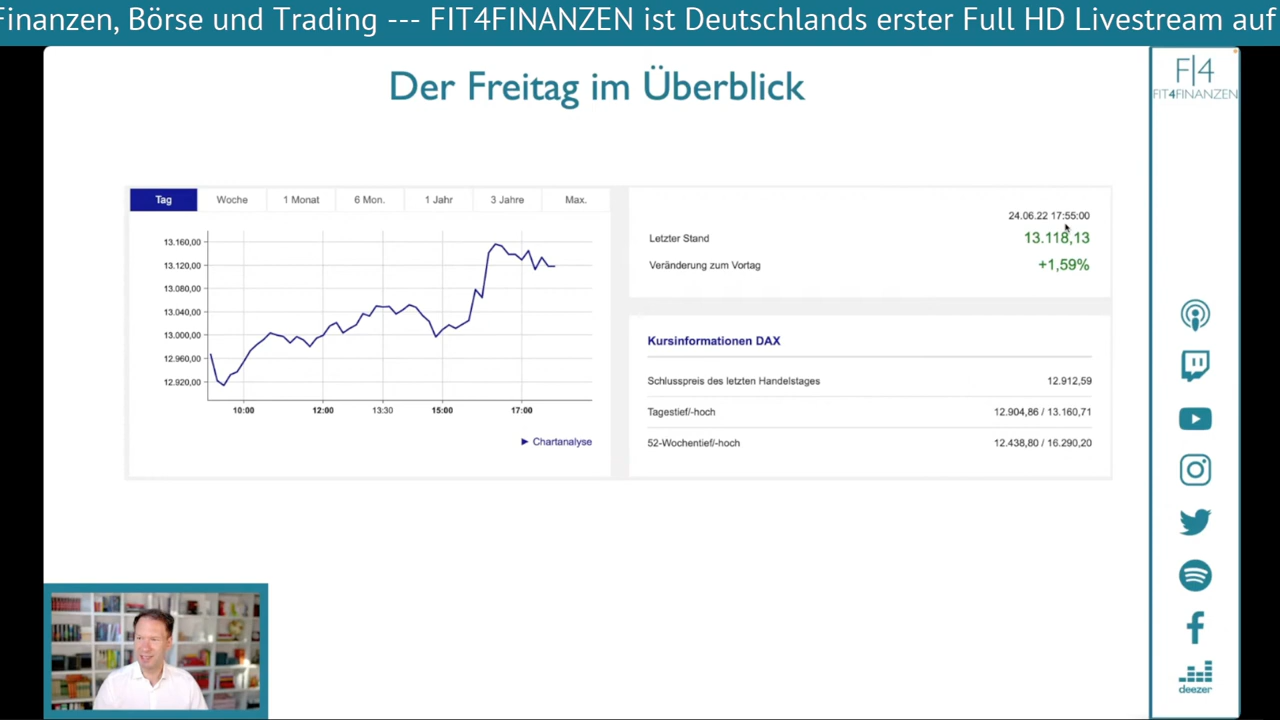 Finanzen, Börse und Trading --- FIT4FINANZEN ist Deutschlands erster Full HD Livestream auf
Der Freitag im Überblick
F|4
FIT4FINANZEN
Tag Woche 1 Monat 6 Mon. 1 Jahr 3 Jahre Max.
13.160,00
13.120,00
13.080,00
13.040,00
13.000,00
12.960,00
12.920,00
10:00 12:00 13:30 15:00 17:00
► Chartanalyse
24.06.22 17:55:00
Letzter Stand 13.118,13
Veränderung zum Vortag +1,59%
Kursinformationen DAX
Schlusspreis des letzten Handelstages 12.912,59
Tagestief/-hoch 12.904,86 / 13.160,71
52-Wochentief/-hoch 12.438,80 / 16.290,20
deezer